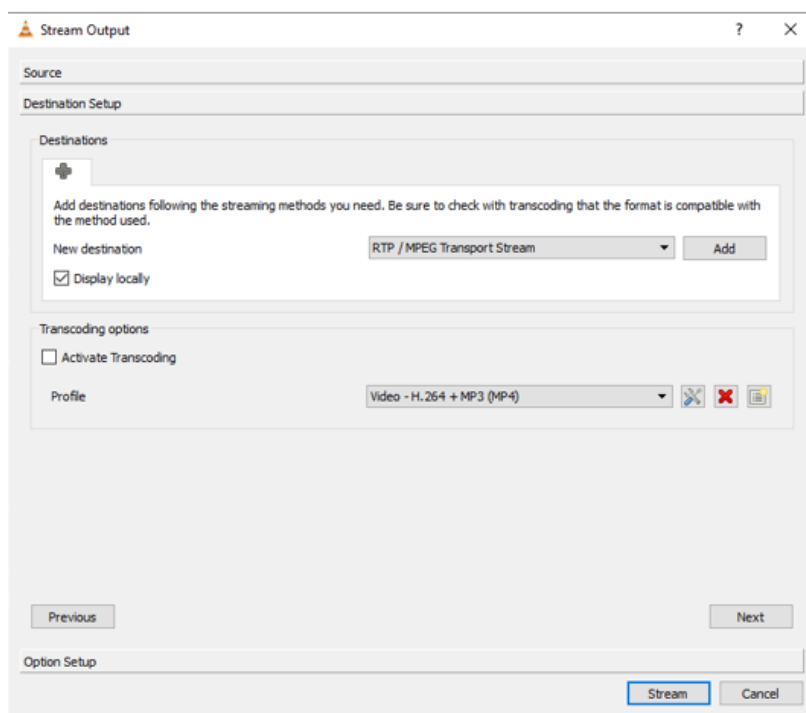 Stream Output
?
Source
Destination Setup
Destinations
Add destinations following the streaming methods you need. Be sure to check with transcoding that the format is compatible with
the method used.
New destination RTP / MPEG Transport Stream Add
Display locally
Transcoding options
Activate Transcoding
Profile Video - H.264 + MP3 (MP4)
Previous Next
Option Setup
Stream Cancel